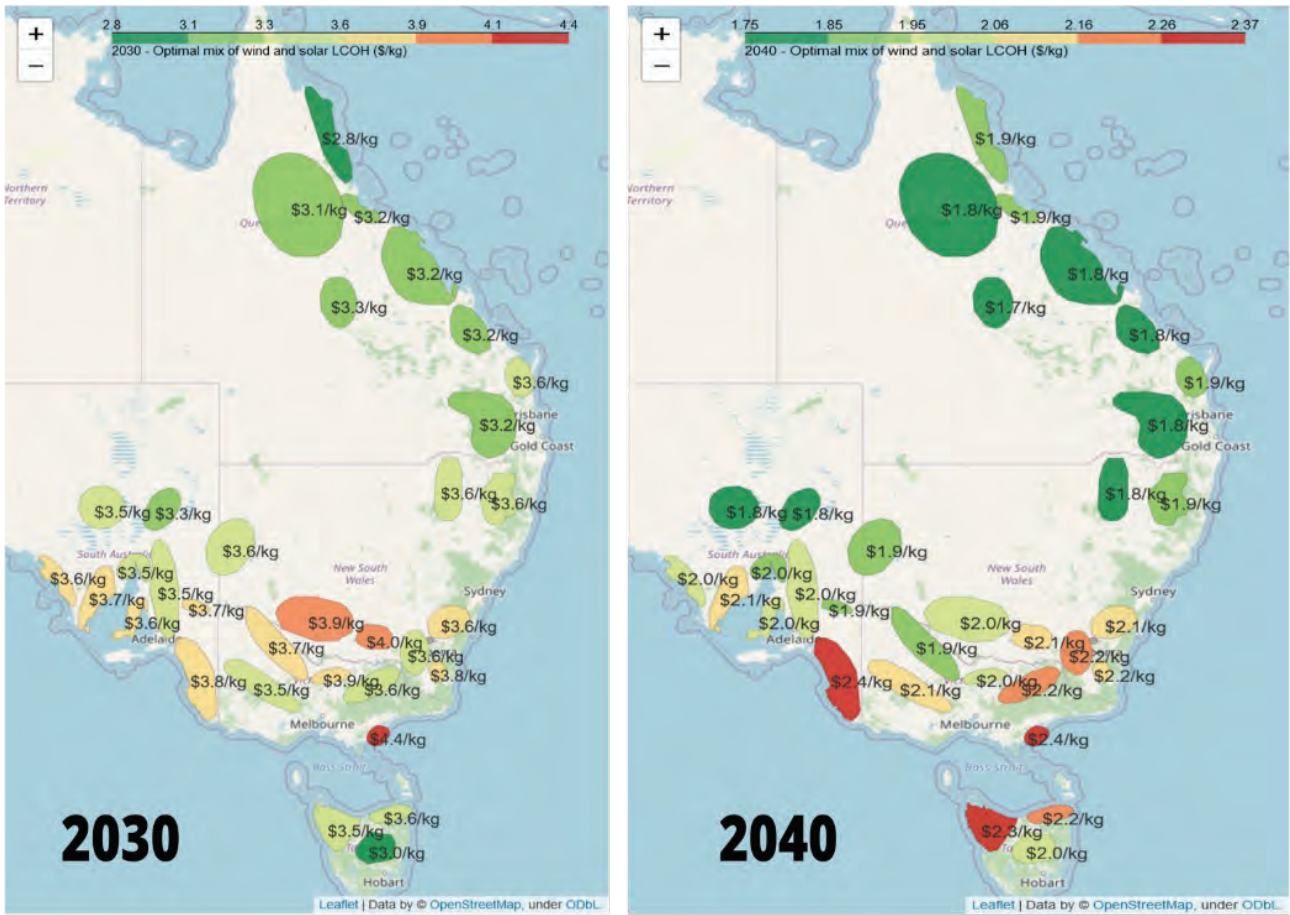 +
−
2.8 3.1 3.3 3.6 3.9 4.1 4.4
2030 - Optimal mix of wind and solar LCOH ($/kg)
$2.8/kg
Northern
Territory
$3.1/kg
$3.2/kg
Que
$3.2/kg
$3.3/kg
$3.2/kg
$3.6/kg
risbane
$3.2/kg
Gold Coast
$3.6/kg
$3.6/kg
$3.5/kg
$3.3/kg
$3.6/kg
South Australia
New South
Wales
$3.6/kg
$3.5/kg
$3.7/kg
$3.5/kg
$3.7/kg
Sydney
$3.6/kg
Adelaid
$3.9/kg
$3.6/kg
$4.0/kg
$3.7/kg
$3.6/kg
$3.8/kg
$3.5/kg
$3.9/kg
$3.6/kg
$3.8/kg
Melbourne
$4.4/kg
Bass Strait
2030
$3.6/kg
$3.5/kg
$3.0/kg
Hobart
Leaflet | Data by © OpenStreetMap, under ODbL.
+
−
1.75 1.85 1.95 2.06 2.16 2.26 2.37
2040 - Optimal mix of wind and solar LCOH ($/kg)
$1.9/kg
Northern
Territory
$1.8/kg
$1.9/kg
Que
$1.8/kg
$1.7/kg
$1.8/kg
$1.9/kg
risbane
$1.8/kg
Gold Coast
$1.8/kg
$1.9/kg
$1.8/kg
$1.8/kg
$1.9/kg
South Australia
New South
Wales
$2.0/kg
$2.0/kg
$2.1/kg
$2.0/kg
$1.9/kg
Sydney
$2.0/kg
Adelaid
$2.0/kg
$2.1/kg
$2.1/kg
$1.9/kg
$2.2/kg
$2.4/kg
$2.1/kg
$2.0/kg
$2.2/kg
$2.2/kg
Melbourne
$2.4/kg
Bass Strait
2040
$2.2/kg
$2.3/kg
$2.0/kg
Hobart
Leaflet | Data by © OpenStreetMap, under ODbL.